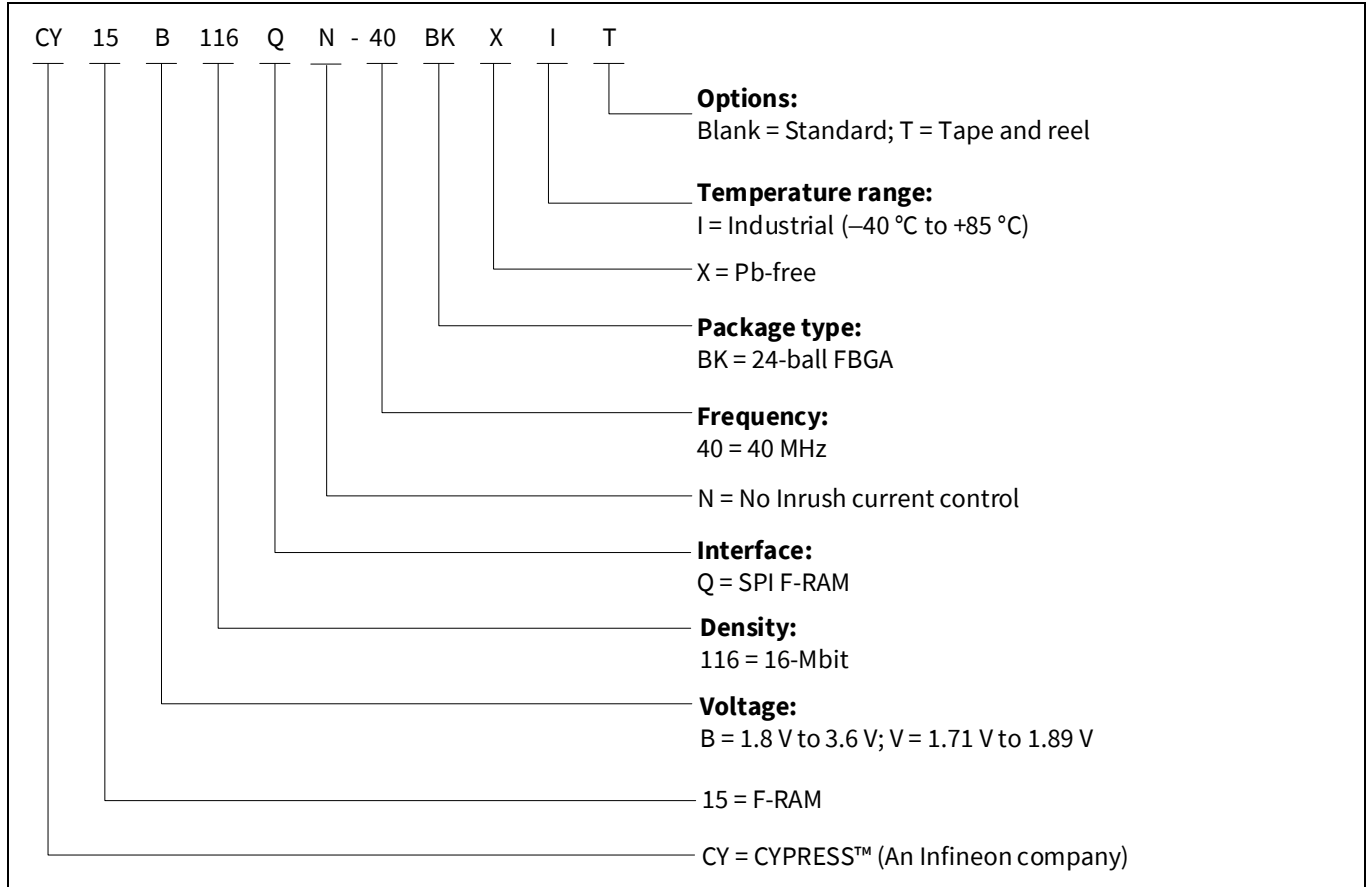 CY 15 B 116 Q N - 40 BK X I T
Options:
Blank = Standard; T = Tape and reel
Temperature range:
I = Industrial (–40 °C to +85 °C)
X = Pb-free
Package type:
BK = 24-ball FBGA
Frequency:
40 = 40 MHz
N = No Inrush current control
Interface:
Q = SPI F-RAM
Density:
116 = 16-Mbit
Voltage:
B = 1.8 V to 3.6 V; V = 1.71 V to 1.89 V
15 = F-RAM
CY = CYPRESS™ (An Infineon company)